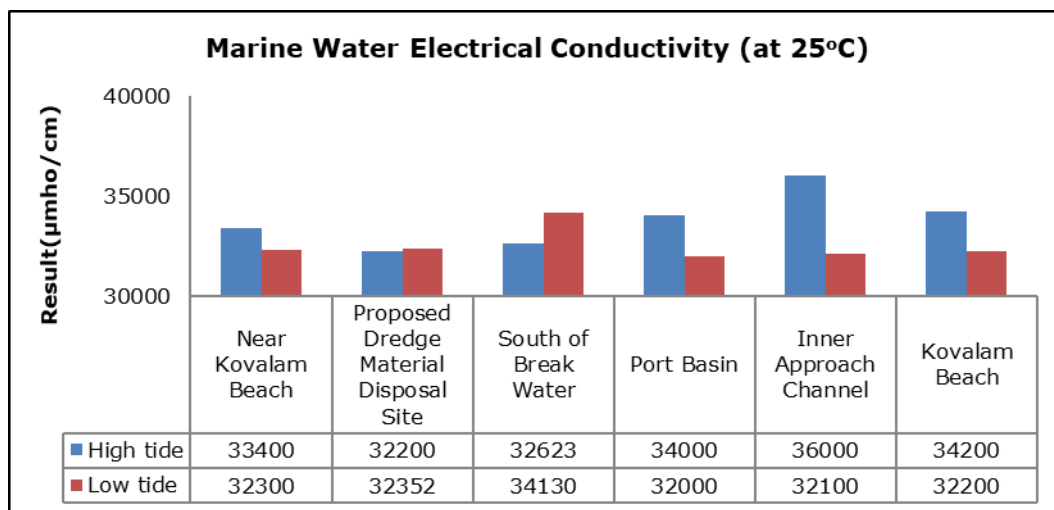 Marine Water Electrical Conductivity (at 25ºC)
Result(µmho/cm)
40000
35000
30000
Near
Kovalam
Beach
Proposed
Dredge
Material
Disposal
Site
South of
Break
Water
Port Basin
Inner
Approach
Channel
Kovalam
Beach
High tide 33400 32200 32623 34000 36000 34200
Low tide 32300 32352 34130 32000 32100 32200